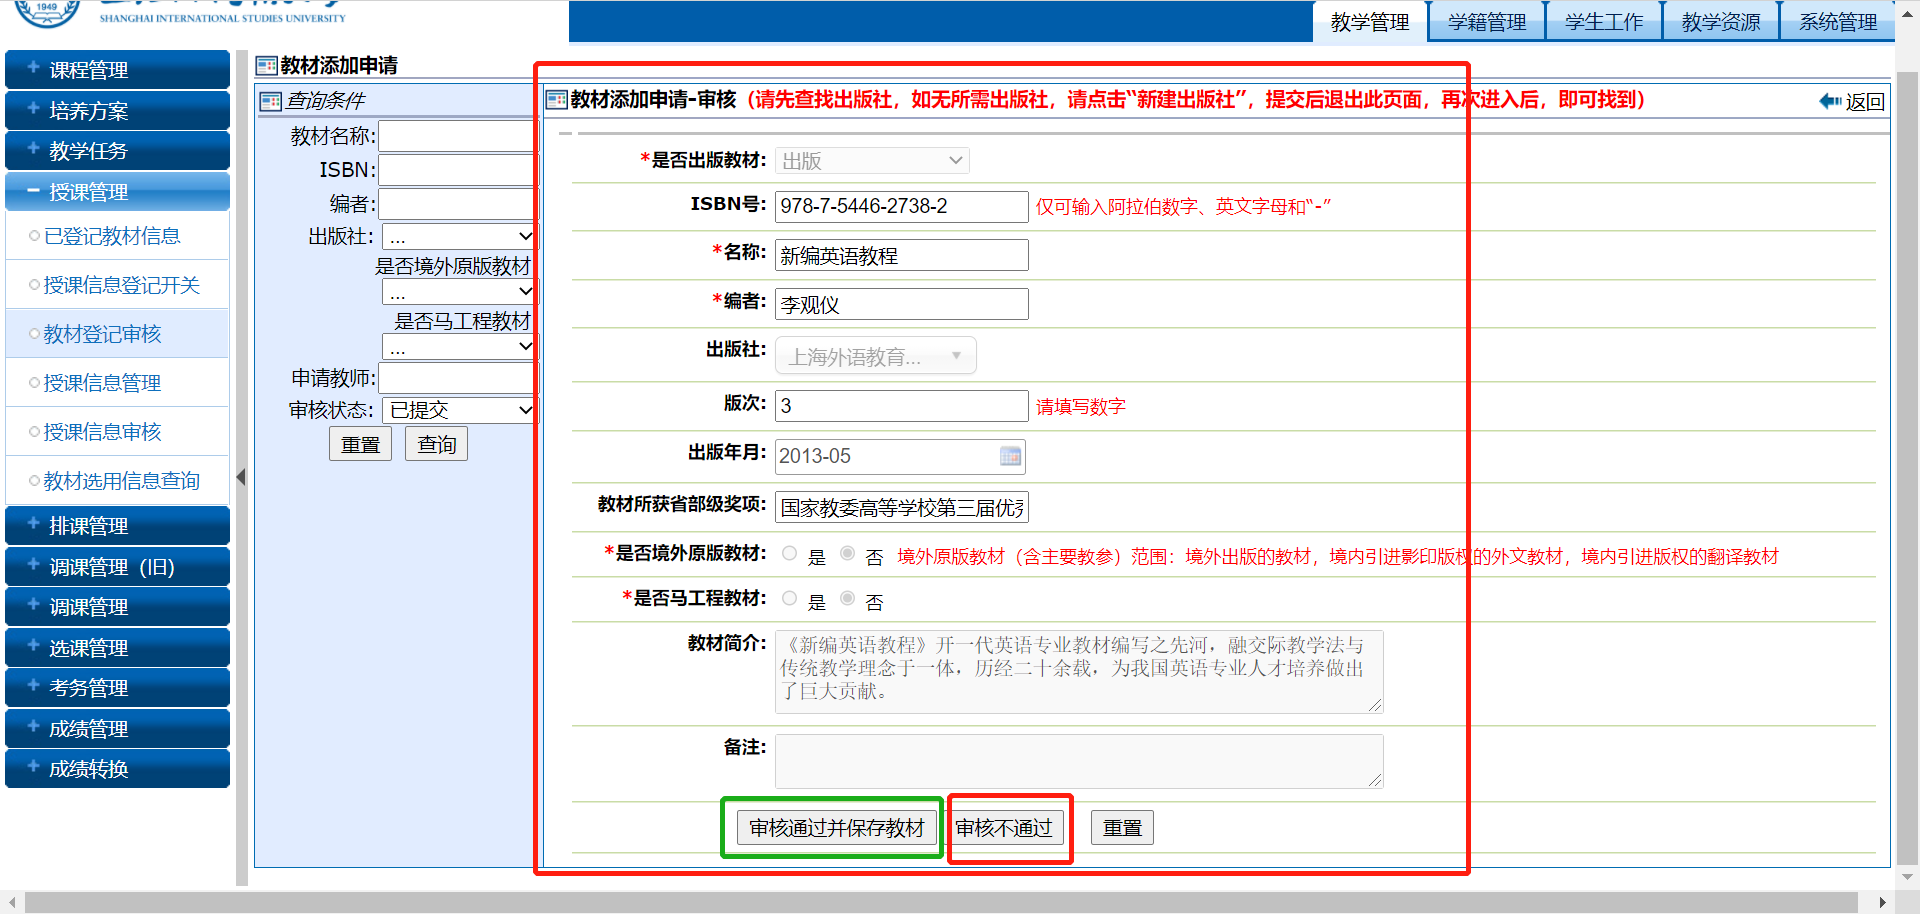 1949
SHANGHAI INTERNATIONAL STUDIES UNIVERSITY
教学管理
学籍管理
学生工作
教学资源
系统管理
课程管理
培养方案
教学任务
授课管理
已登记教材信息
授课信息登记开关
教材登记审核
授课信息管理
授课信息审核
教材选用信息查询
排课管理
调课管理（旧）
调课管理
选课管理
考务管理
成绩管理
成绩转换
教材添加申请
查询条件
教材名称:
ISBN:
编者:
出版社: ...
是否境外原版教材
...
是否马工程教材
...
申请教师:
审核状态: 已提交
重置 查询
教材添加申请-审核（请先查找出版社，如无所需出版社，请点击“新建出版社”，提交后退出此页面，再次进入后，即可找到）
返回
*是否出版教材: 出版
ISBN号: 978-7-5446-2738-2 仅可输入阿拉伯数字、英文字母和“-”
*名称: 新编英语教程
*编者: 李观仪
出版社: 上海外语教育...
版次: 3 请填写数字
出版年月: 2013-05
教材所获省部级奖项: 国家教委高等学校第三届优
*是否境外原版教材: 是 否 境外原版教材（含主要教参）范围：境外出版的教材，境内引进影印版权的外文教材，境内引进版权的翻译教材
*是否马工程教材: 是 否
教材简介: 《新编英语教程》开一代英语专业教材编写之先河，融交际教学法与
传统教学理念于一体，历经二十余载，为我国英语专业人才培养做出
了巨大贡献。
备注:
审核通过并保存教材 审核不通过 重置